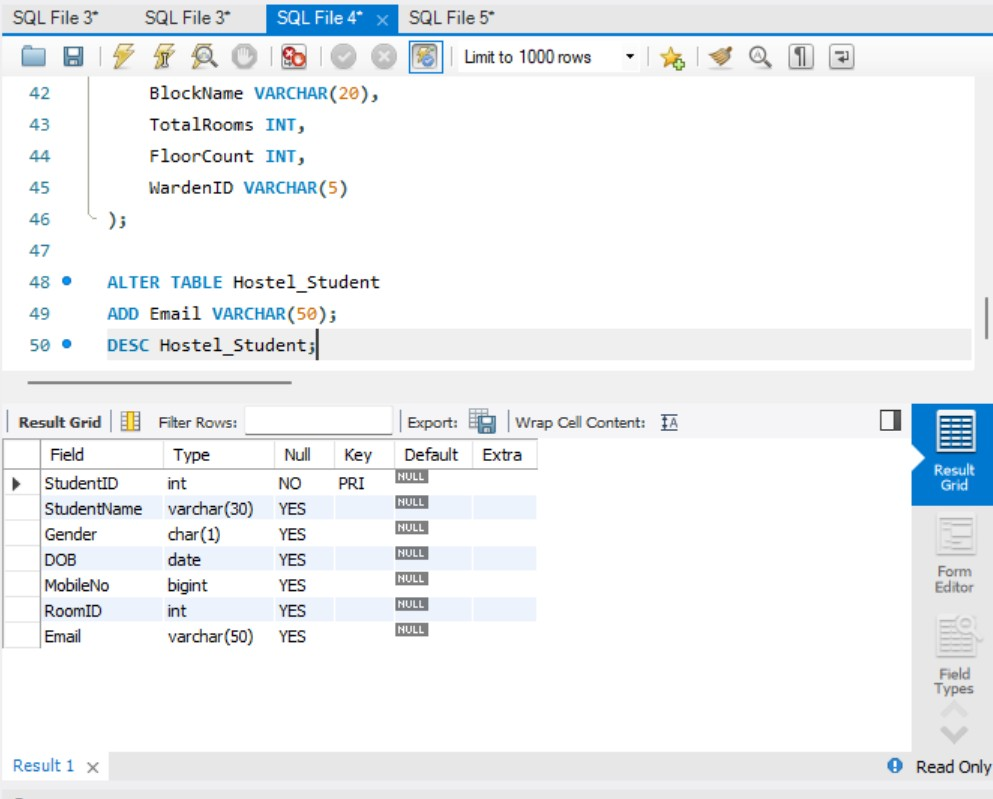 SQL File 3* SQL File 3* SQL File 4* SQL File 5*
Limit to 1000 rows
42 BlockName VARCHAR(20),
43 TotalRooms INT,
44 FloorCount INT,
45 WardenID VARCHAR(5)
46 );
47
48 ALTER TABLE Hostel_Student
49 ADD Email VARCHAR(50);
50 DESC Hostel_Student;
Result Grid Filter Rows: Export: Wrap Cell Content:
Field Type Null Key Default Extra
StudentID int NO PRI NULL
StudentName varchar(30) YES NULL
Gender char(1) YES NULL
DOB date YES NULL
MobileNo bigint YES NULL
RoomID int YES NULL
Email varchar(50) YES NULL
Result
Grid
Form
Editor
Field
Types
Result 1 Read Only